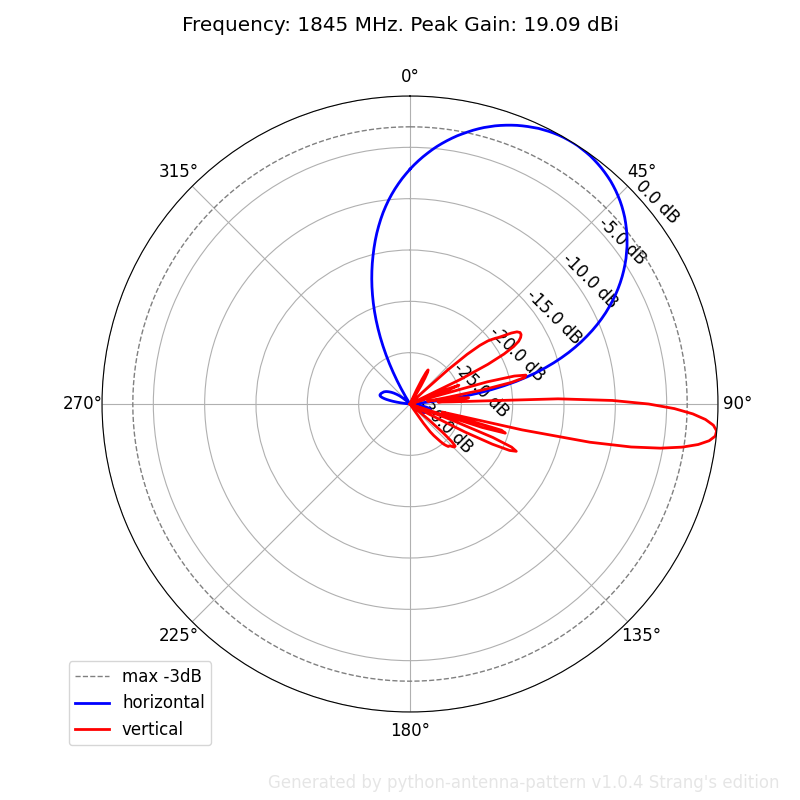 Frequency: 1845 MHz. Peak Gain: 19.09 dBi
0°
315°
45°
0.0 dB
-5.0 dB
-10.0 dB
-15.0 dB
-20.0 dB
-25.0 dB
270°
90°
225°
135°
180°
max -3dB
horizontal
vertical
Generated by python-antenna-pattern v1.0.4 Strang's edition